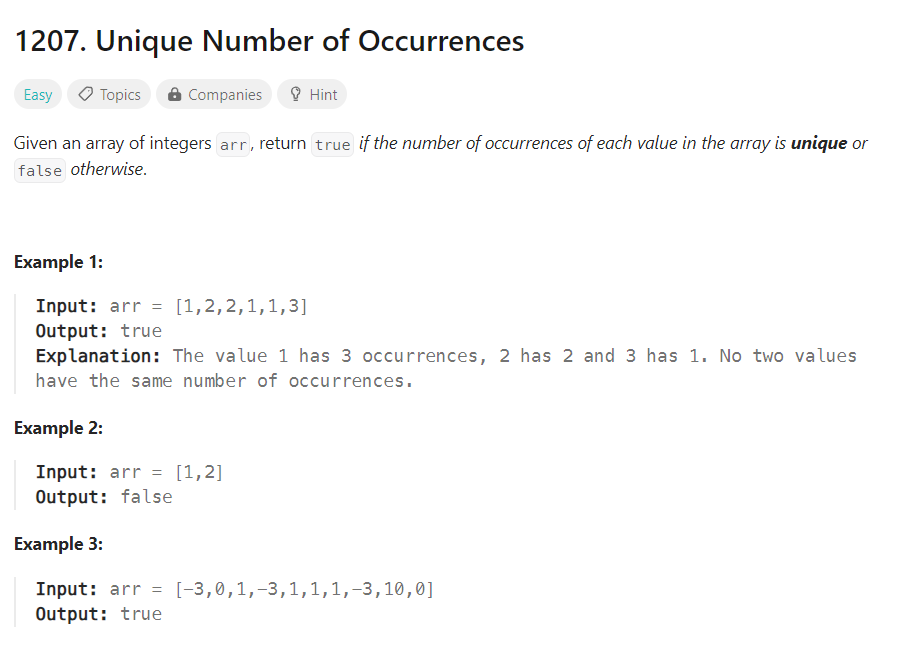 1207. Unique Number of Occurrences
Easy Topics Companies Hint
Given an array of integers arr, return true if the number of occurrences of each value in the array is unique or
false otherwise.
Example 1:
Input: arr = [1,2,2,1,1,3]
Output: true
Explanation: The value 1 has 3 occurrences, 2 has 2 and 3 has 1. No two values
have the same number of occurrences.
Example 2:
Input: arr = [1,2]
Output: false
Example 3:
Input: arr = [-3,0,1,-3,1,1,1,-3,10,0]
Output: true